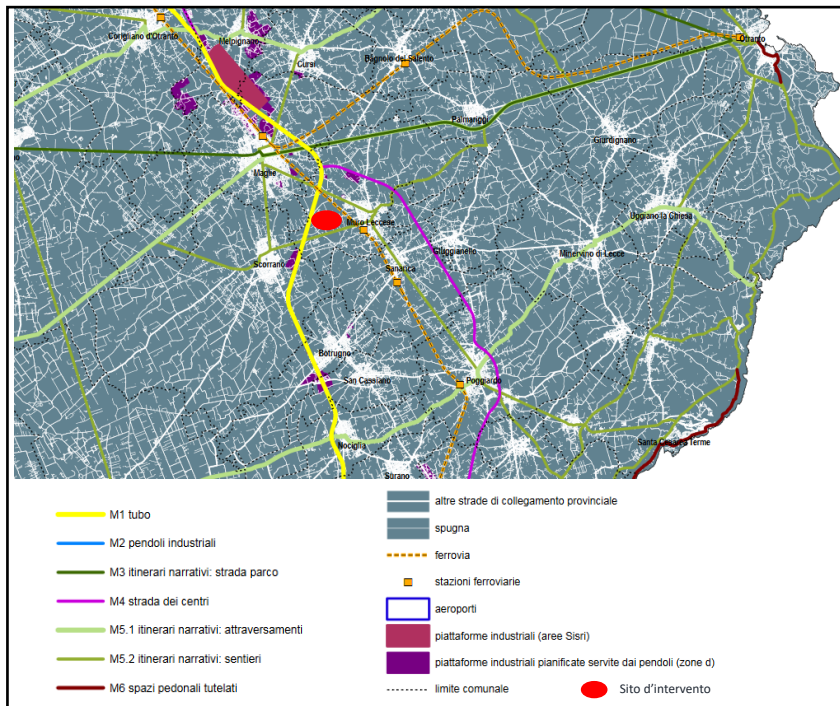 Corigliano d'Otranto
Melpignano
Cursi
Bagnolo del Salento
Otranto
Palmariggi
Giurdignano
Maglie
Uggiano la Chiesa
Muro Leccese
Giuggianello
Minervino di Lecce
Scorrano
Sanarica
Botrugno
San Cassiano
Poggiardo
Nociglia
Santa Cesarea Terme
Surano
M1 tubo
M2 pendoli industriali
M3 itinerari narrativi: strada parco
M4 strada dei centri
M5.1 itinerari narrativi: attraversamenti
M5.2 itinerari narrativi: sentieri
M6 spazi pedonali tutelati
altre strade di collegamento provinciale
spugna
ferrovia
stazioni ferroviarie
aeroporti
piattaforme industriali (aree Sisri)
piattaforme industriali pianificate servite dai pendoli (zone d)
limite comunale
Sito d'intervento